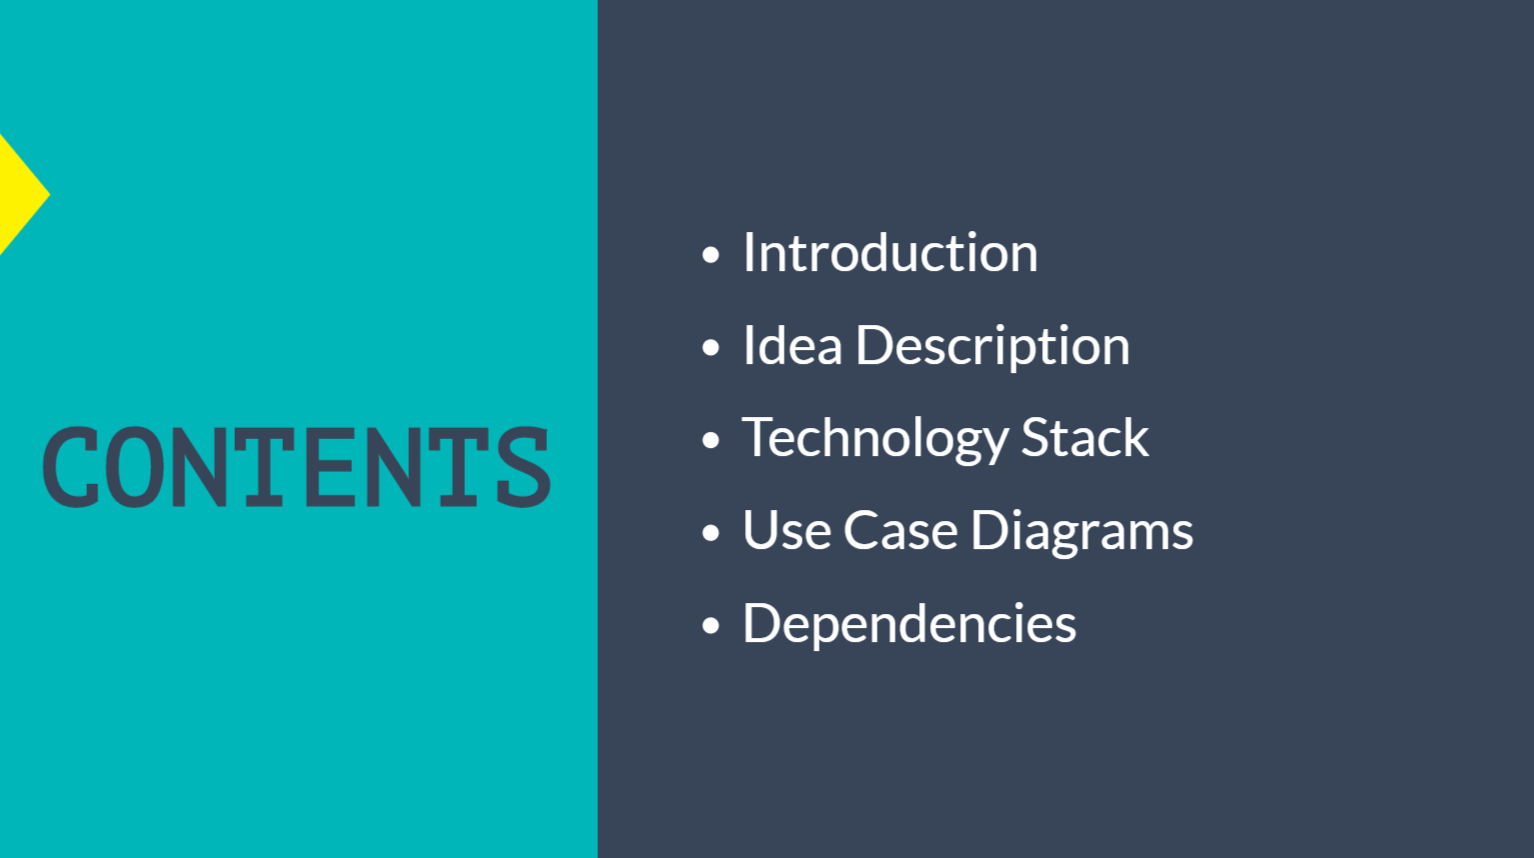 CONTENTS
• Introduction
• Idea Description
• Technology Stack
• Use Case Diagrams
• Dependencies